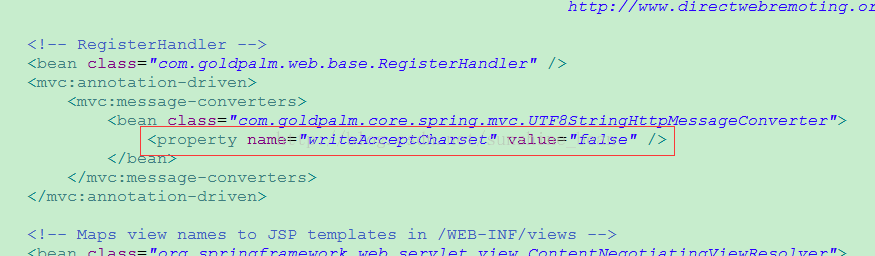 http://www.directwebremoting.or
<!-- RegisterHandler -->
<bean class="com.goldpalm.web.base.RegisterHandler" />
<mvc:annotation-driven>
<mvc:message-converters>
<bean class="com.goldpalm.core.spring.mvc.UTF8StringHttpMessageConverter">
<property name="writeAcceptCharset" value="false" />
</bean>
</mvc:message-converters>
</mvc:annotation-driven>
<!-- Maps view names to JSP templates in /WEB-INF/views -->
<bean class="org.springframework.web.servlet.view.ContentNegotiatingViewResolver">